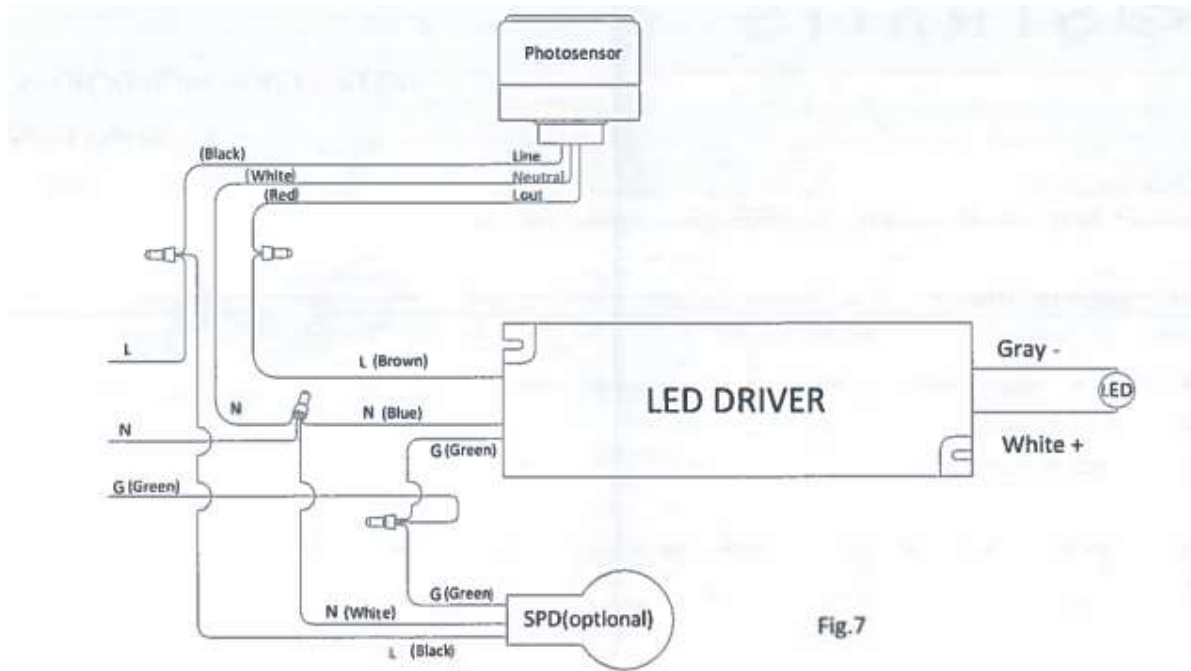 Photosensor
(Black)
Line
(White)
Neutral
(Red)
Lout
L
L (Brown)
Gray -
LED DRIVER
LED
N
N (Blue)
N
White +
G (Green)
G (Green)
G (Green)
SPD(optional)
N (White)
Fig.7
L (Black)